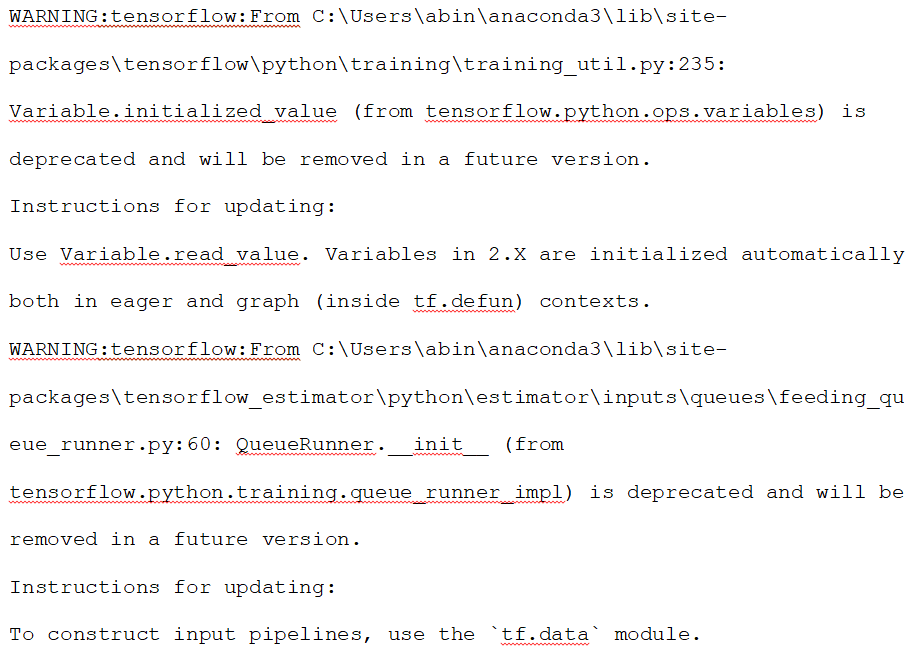 WARNING:tensorflow:From C:\Users\abin\anaconda3\lib\site-
packages\tensorflow\python\training\training_util.py:235:
Variable.initialized_value (from tensorflow.python.ops.variables) is
deprecated and will be removed in a future version.
Instructions for updating:
Use Variable.read_value. Variables in 2.X are initialized automatically
both in eager and graph (inside tf.defun) contexts.
WARNING:tensorflow:From C:\Users\abin\anaconda3\lib\site-
packages\tensorflow_estimator\python\estimator\inputs\queues\feeding_qu
eue_runner.py:60: QueueRunner.__init__ (from
tensorflow.python.training.queue_runner_impl) is deprecated and will be
removed in a future version.
Instructions for updating:
To construct input pipelines, use the `tf.data` module.